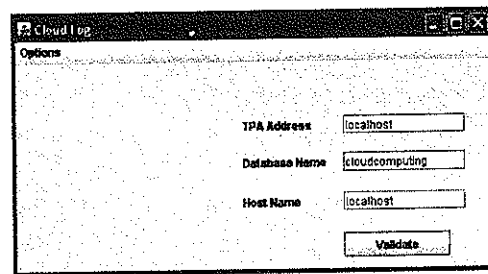 Cloud Log
Options
TPA Address localhost
Database Name cloudcomputing
Host Name localhost
Validate